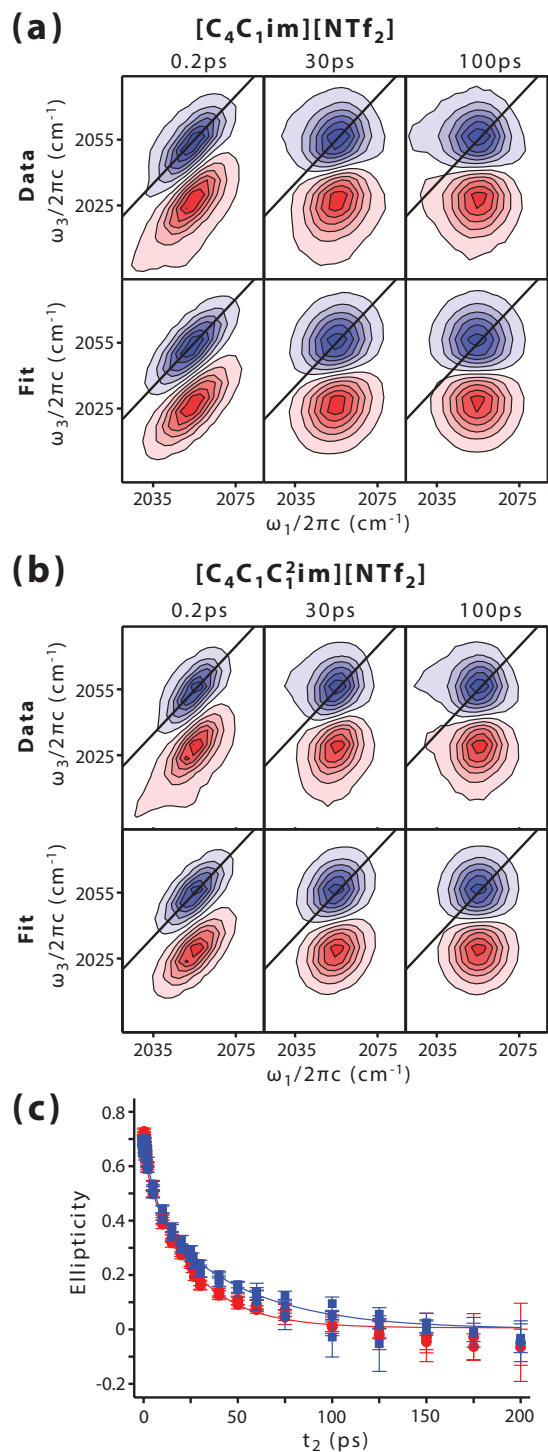 (a)
[C₄C₁im][NTf₂]
0.2ps 30ps 100ps
Data
ω₃/2πc (cm⁻¹)
2055
2025
Fit
ω₃/2πc (cm⁻¹)
2055
2025
2035 2075 2035 2075 2035 2075
ω₁/2πc (cm⁻¹)
(b)
[C₄C₁C₁²im][NTf₂]
0.2ps 30ps 100ps
Data
ω₃/2πc (cm⁻¹)
2055
2025
Fit
ω₃/2πc (cm⁻¹)
2055
2025
2035 2075 2035 2075 2035 2075
ω₁/2πc (cm⁻¹)
(c)
Ellipticity
0.8
0.6
0.4
0.2
0
-0.2
0 25 50 75 100 125 150 175 200
t₂ (ps)